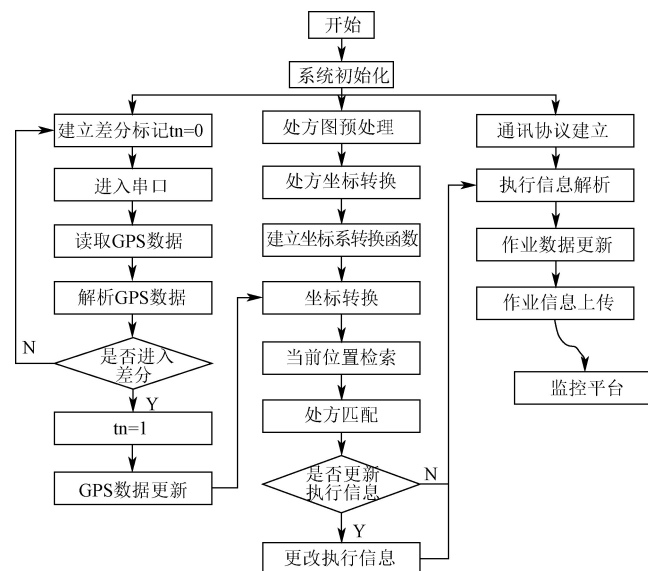 开始
系统初始化
建立差分标记tn=0
进入串口
读取GPS数据
解析GPS数据
是否进入
差分
N
Y
tn=1
GPS数据更新
处方图预处理
处方坐标转换
建立坐标系转换函数
坐标转换
当前位置检索
处方匹配
是否更新
执行信息
N
Y
更改执行信息
通讯协议建立
执行信息解析
作业数据更新
作业信息上传
监控平台